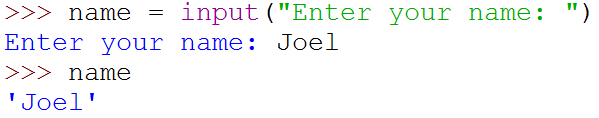 >>> name = input("Enter your name: ")
Enter your name: Joel
>>> name
'Joel'